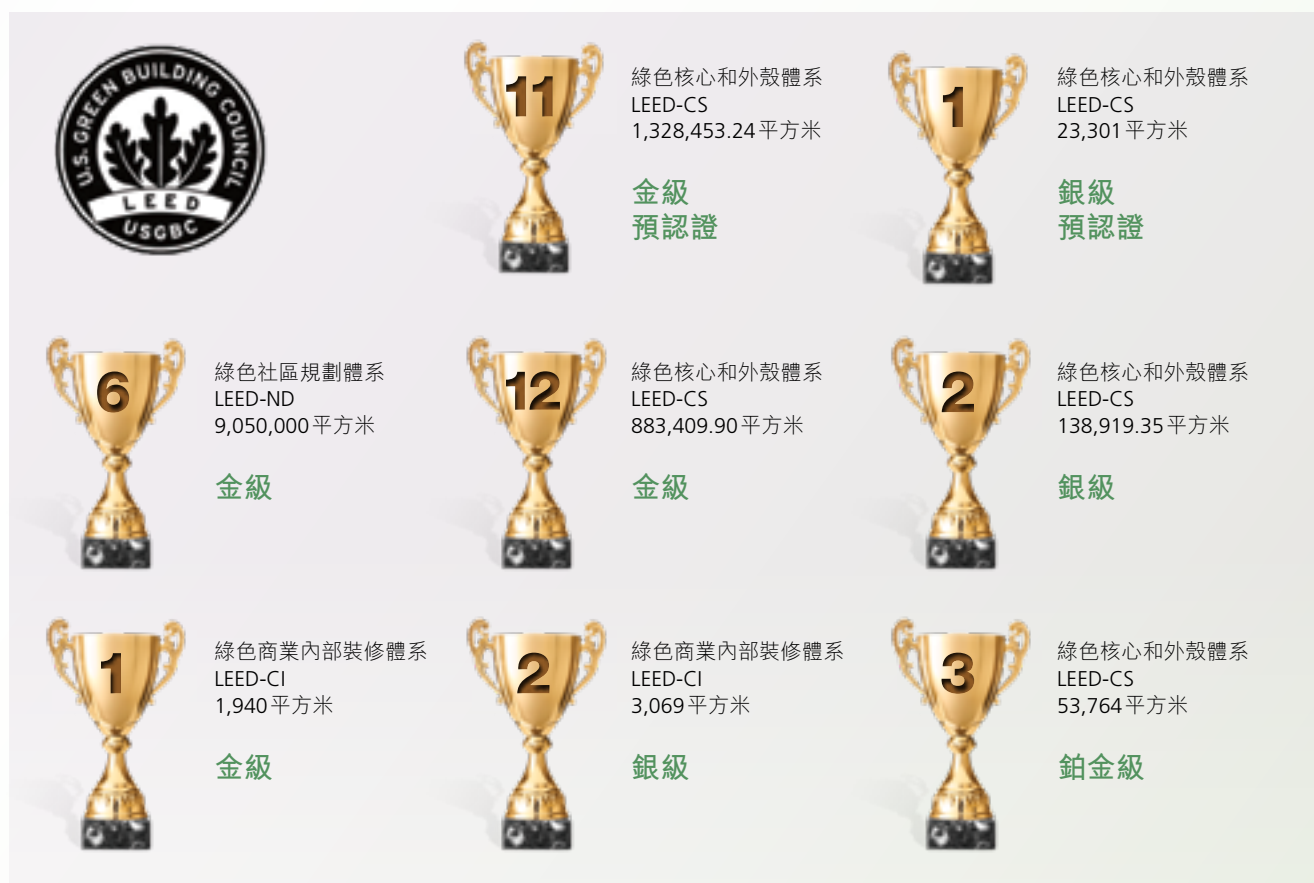 U.S. GREEN BUILDING COUNCIL
LEED
USGBC
11
綠色核心和外殼體系
LEED-CS
1,328,453.24平方米
金級
預認證
1
綠色核心和外殼體系
LEED-CS
23,301平方米
銀級
預認證
6
綠色社區規劃體系
LEED-ND
9,050,000平方米
金級
12
綠色核心和外殼體系
LEED-CS
883,409.90平方米
金級
2
綠色核心和外殼體系
LEED-CS
138,919.35平方米
銀級
1
綠色商業內部裝修體系
LEED-CI
1,940平方米
金級
2
綠色商業內部裝修體系
LEED-CI
3,069平方米
銀級
3
綠色核心和外殼體系
LEED-CS
53,764平方米
鉑金級